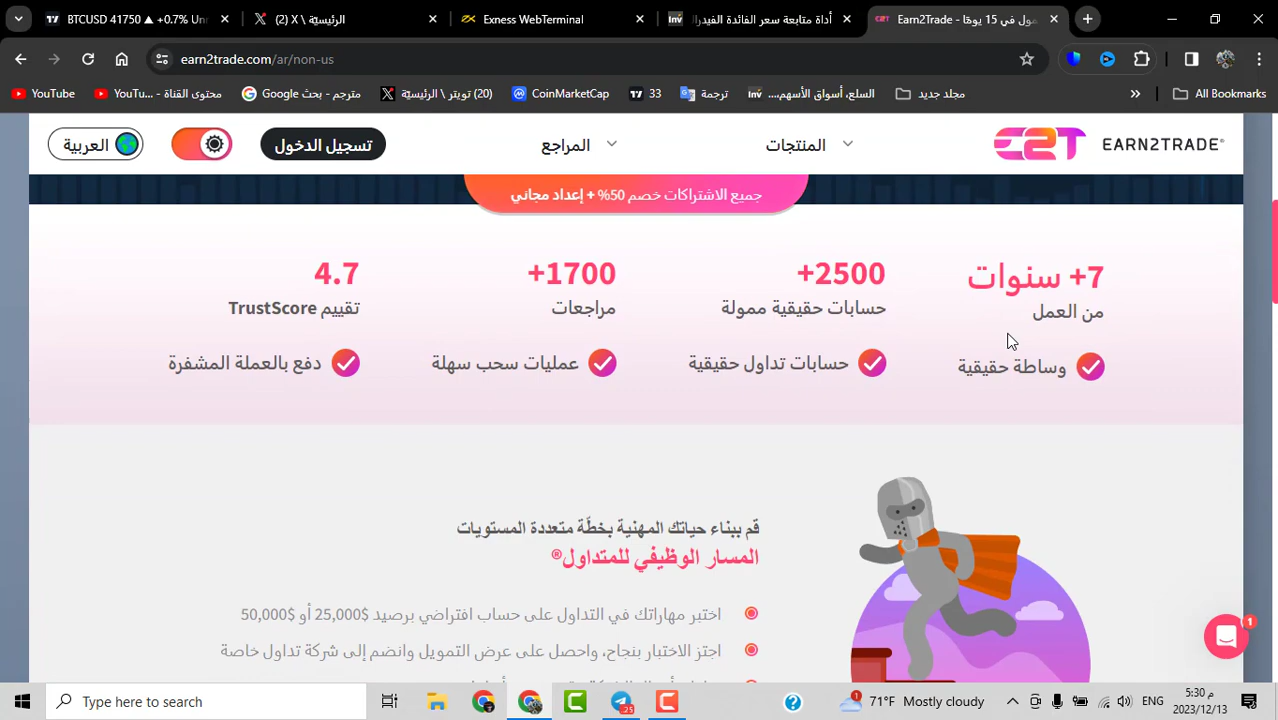 BTCUSD 41750 ▲ +0.7% Un
(2) X \ الرئيسيّة
Exness WebTerminal
أداة متابعة سعر الفائدة الفيدرا
Earn2Trade - مول في 15 يومًا
earn2trade.com/ar/non-us
YouTube
YouTu... - محتوى القناة
مترجم - بحث Google
(20) تويتر \ الرئيسيّة
CoinMarketCap
33
ترجمة
السلع، أسواق الأسهم،...
مجلد جديد
»
All Bookmarks
EARN2TRADE
المنتجات
المراجع
تسجيل الدخول
العربية
جميع الاشتراكات خصم 50% + إعداد مجاني
7+ سنوات
2500+
1700+
4.7
من العمل
حسابات حقيقية ممولة
مراجعات
تقييم TrustScore
وساطة حقيقية
حسابات تداول حقيقية
عمليات سحب سهلة
دفع بالعملة المشفرة
قم ببناء حياتك المهنية بخطّة متعددة المستويات
المسار الوظيفي للمتداول®
اختبر مهاراتك في التداول على حساب افتراضي برصيد $25,000 أو $50,000
اجتز الاختبار بنجاح، واحصل على عرض التمويل وانضم إلى شركة تداول خاصة
1
Type here to search
25
71°F Mostly cloudy
ENG
5:30 م
2023/12/13